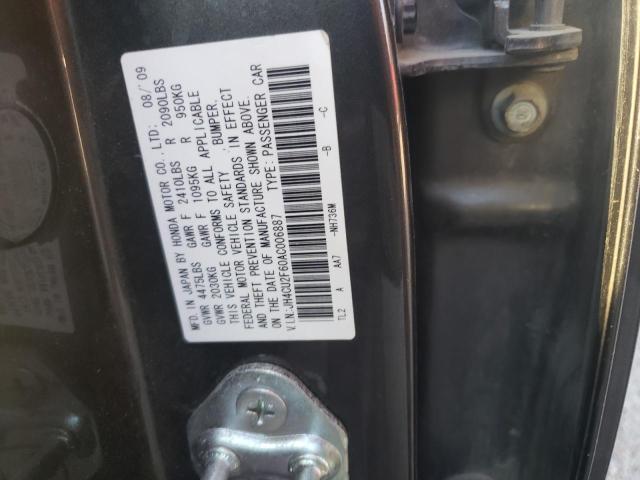 MFD. IN JAPAN BY HONDA MOTOR CO., LTD. 08/'09
GVWR 4475LBS GAWR F 2410LBS R 2090LBS
GVWR 2030KG GAWR F 1095KG R 950KG
THIS VEHICLE CONFORMS TO ALL APPLICABLE
FEDERAL MOTOR VEHICLE SAFETY, BUMPER,
AND THEFT PREVENTION STANDARDS IN EFFECT
ON THE DATE OF MANUFACTURE SHOWN ABOVE.
V.I.N:JH4CU2F60AC006887 TYPE: PASSENGER CAR
TL2 A AA7 -NH736M -B -C